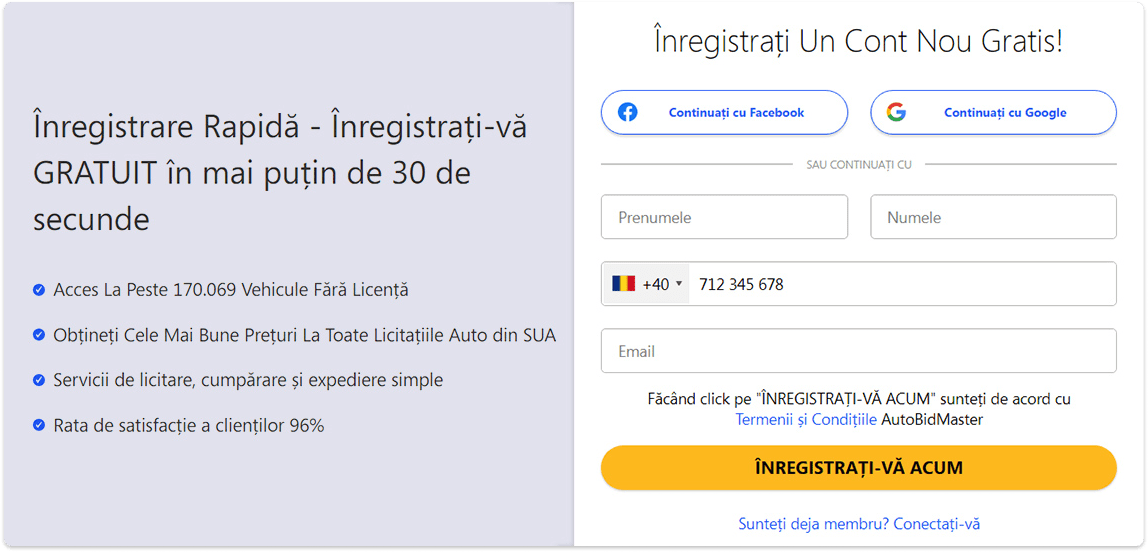 Înregistrare Rapidă - Înregistrați-vă
GRATUIT în mai puțin de 30 de
secunde
Acces La Peste 170.069 Vehicule Fără Licență
Obțineți Cele Mai Bune Prețuri La Toate Licitațiile Auto din SUA
Servicii de licitare, cumpărare și expediere simple
Rata de satisfacție a clienților 96%
Înregistrați Un Cont Nou Gratis!
Continuați cu Facebook
Continuați cu Google
SAU CONTINUAȚI CU
Prenumele
Numele
+40
712 345 678
Email
Făcând click pe "ÎNREGISTRAȚI-VĂ ACUM" sunteți de acord cu
Termenii și Condițiile AutoBidMaster
ÎNREGISTRAȚI-VĂ ACUM
Sunteți deja membru? Conectați-vă